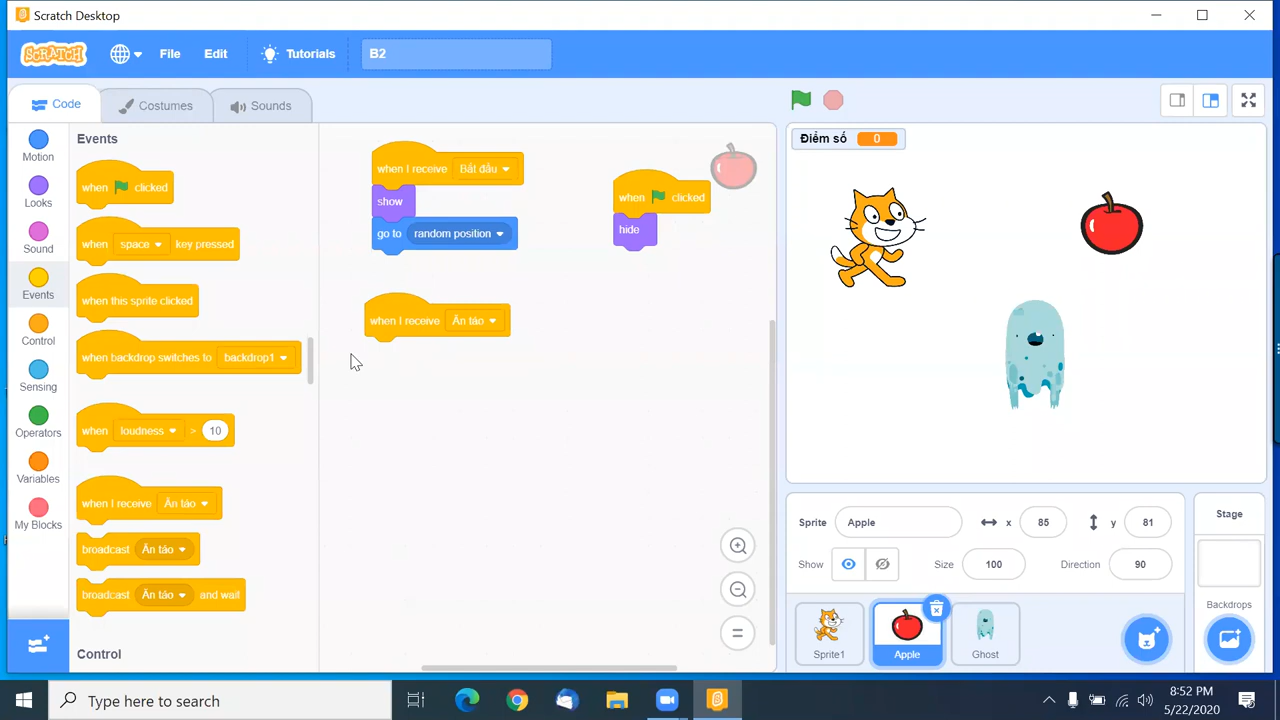 Scratch Desktop
SCRATCH
File
Edit
Tutorials
B2
Code
Costumes
Sounds
Motion
Looks
Sound
Events
Control
Sensing
Operators
Variables
My Blocks
Events
when clicked
when space key pressed
when this sprite clicked
when backdrop switches to backdrop1
when loudness > 10
when I receive Ăn táo
broadcast Ăn táo
broadcast Ăn táo and wait
Control
when I receive Bắt đầu
show
go to random position
when clicked
hide
when I receive Ăn táo
Điểm số 0
Sprite Apple x 85 y 81
Show Size 100 Direction 90
Sprite1
Apple
Ghost
Stage
Backdrops
Type here to search
8:52 PM
5/22/2020